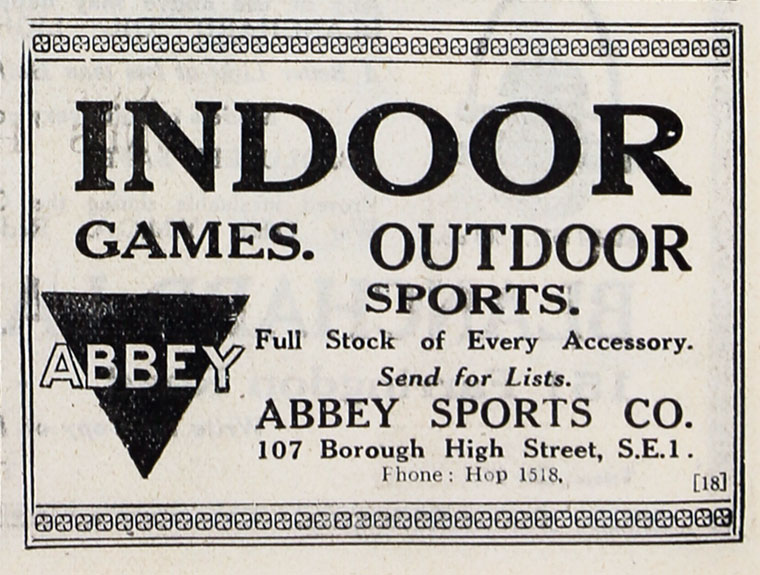 INDOOR
GAMES. OUTDOOR
SPORTS.
ABBEY
Full Stock of Every Accessory.
Send for Lists.
ABBEY SPORTS CO.
107 Borough High Street, S.E.1.
Fhone: Hop 1518.
[18]